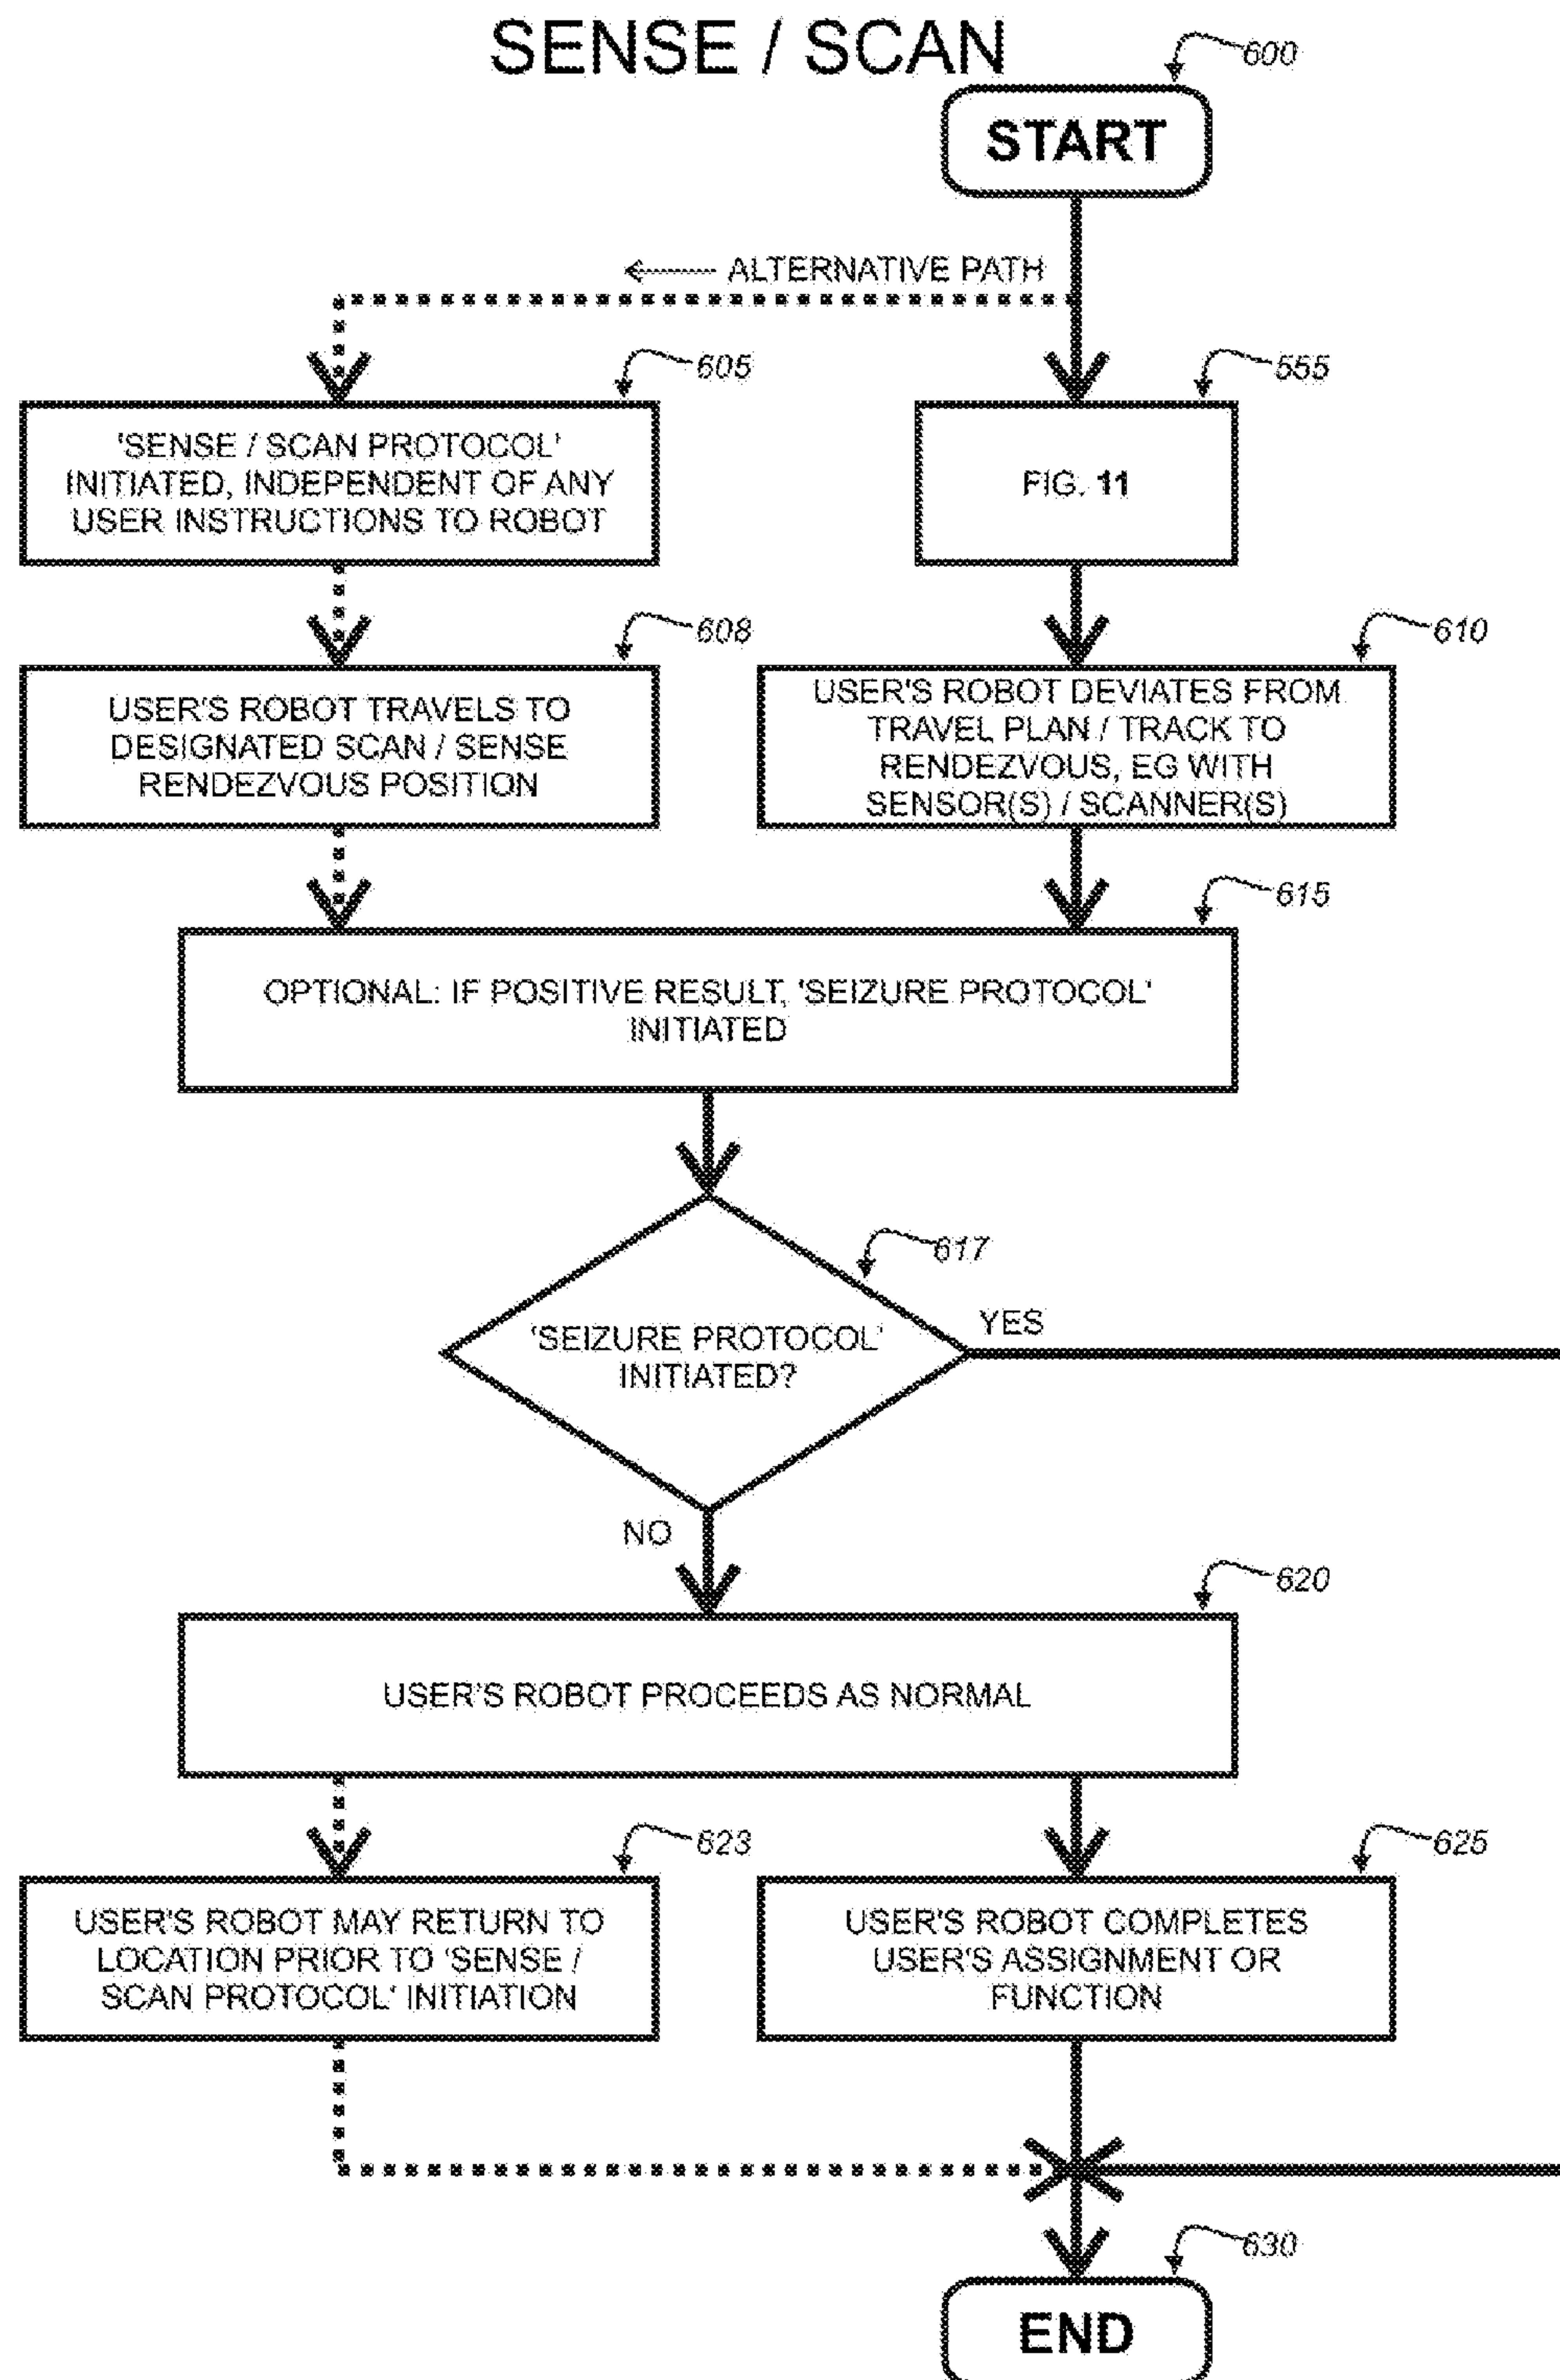 SENSE / SCAN
600
START
ALTERNATIVE PATH
605
555
'SENSE / SCAN PROTOCOL'
INITIATED, INDEPENDENT OF ANY
USER INSTRUCTIONS TO ROBOT
FIG. 11
608
610
USER'S ROBOT TRAVELS TO
DESIGNATED SCAN / SENSE
RENDEZVOUS POSITION
USER'S ROBOT DEVIATES FROM
TRAVEL PLAN / TRACK TO
RENDEZVOUS, EG WITH
SENSOR(S) / SCANNER(S)
615
OPTIONAL: IF POSITIVE RESULT, 'SEIZURE PROTOCOL'
INITIATED
617
'SEIZURE PROTOCOL'
INITIATED?
YES
NO
620
USER'S ROBOT PROCEEDS AS NORMAL
623
625
USER'S ROBOT MAY RETURN TO
LOCATION PRIOR TO 'SENSE /
SCAN PROTOCOL' INITIATION
USER'S ROBOT COMPLETES
USER'S ASSIGNMENT OR
FUNCTION
630
END